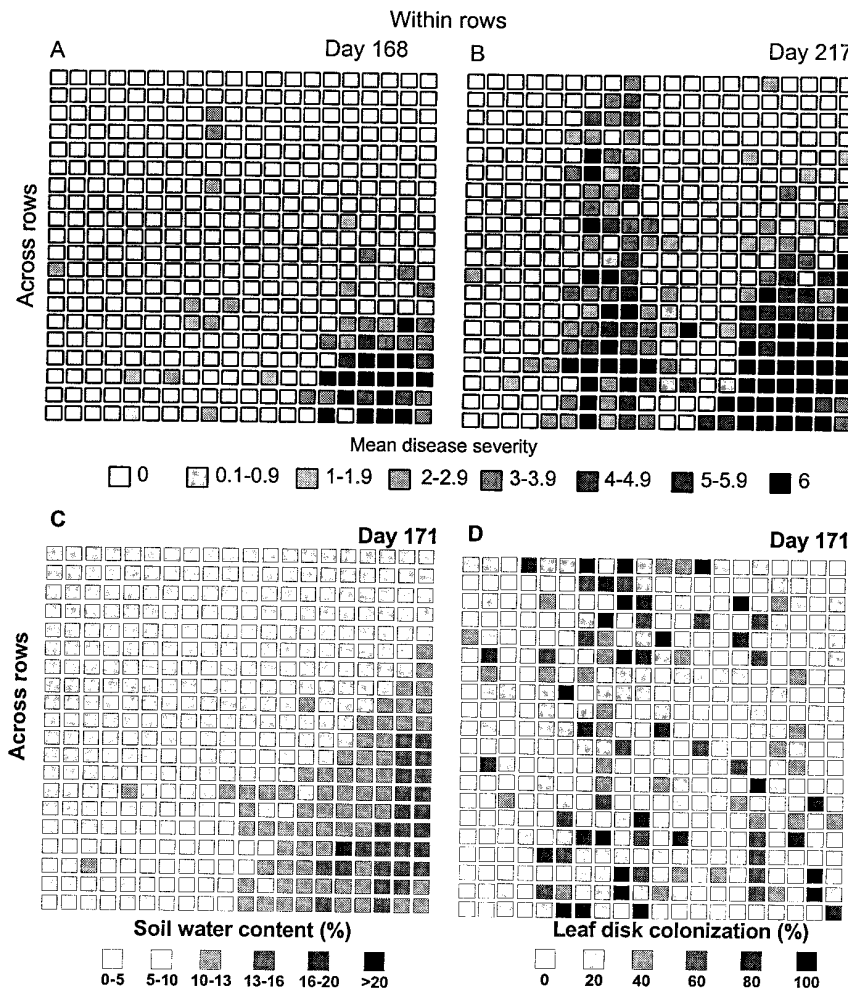 Within rows
A Day 168
B Day 217
Across rows
Mean disease severity
0 0.1-0.9 1-1.9 2-2.9 3-3.9 4-4.9 5-5.9 6
C Day 171
D Day 171
Across rows
Soil water content (%)
0-5 5-10 10-13 13-16 16-20 >20
Leaf disk colonization (%)
0 20 40 60 80 100